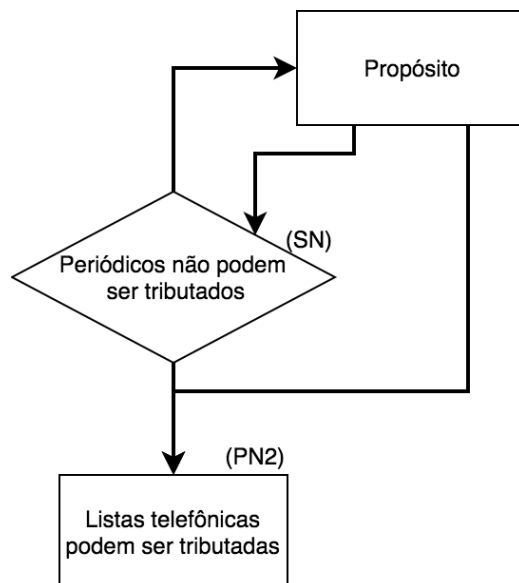 Propósito
(SN)
Periódicos não podem
ser tributados
(PN2)
Listas telefônicas
podem ser tributadas